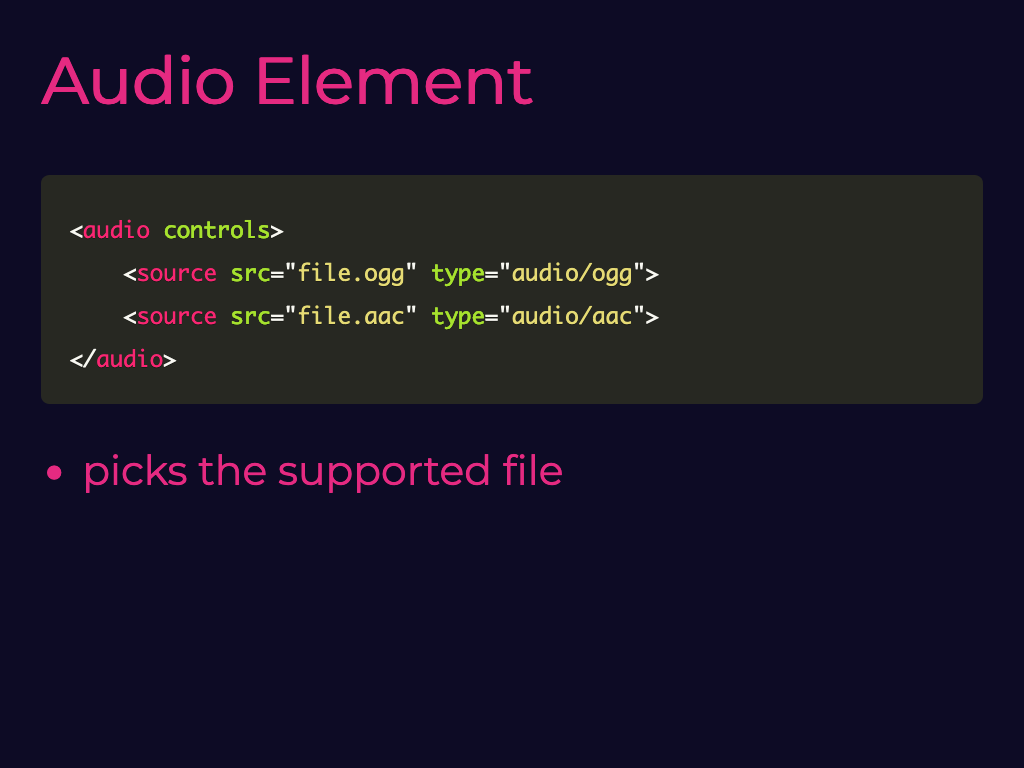 Audio Element
<audio controls>
    <source src="file.ogg" type="audio/ogg">
    <source src="file.aac" type="audio/aac">
</audio>
• picks the supported file